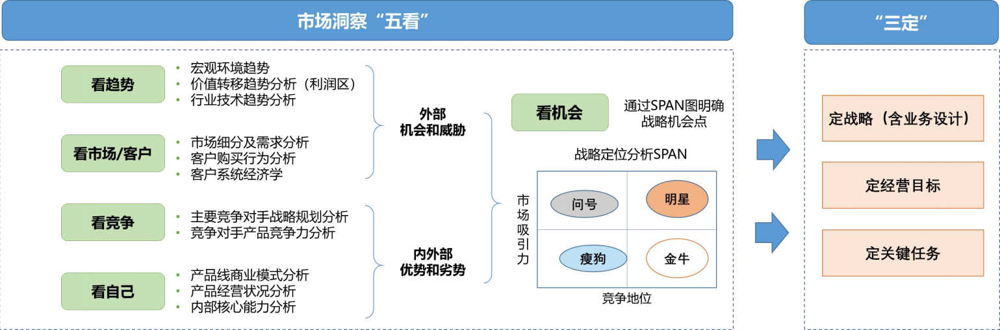 市场洞察“五看”
“三定”
看趋势
• 宏观环境趋势
• 价值转移趋势分析（利润区）
• 行业技术趋势分析
看市场/客户
• 市场细分及需求分析
• 客户购买行为分析
• 客户系统经济学
看竞争
• 主要竞争对手战略规划分析
• 竞争对手产品竞争力分析
看自己
• 产品线商业模式分析
• 产品经营状况分析
• 内部核心能力分析
外部
机会和威胁
内外部
优势和劣势
看机会
通过SPAN图明确
战略机会点
战略定位分析SPAN
市场吸引力
问号
明星
瘦狗
金牛
竞争地位
定战略（含业务设计）
定经营目标
定关键任务